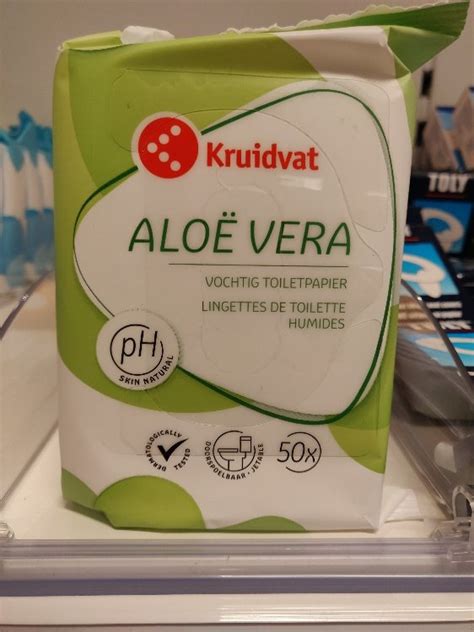 Kruidvat
ALOË VERA
VOCHTIG TOILETPAPIER
LINGETTES DE TOILETTE
HUMIDES
pH
SKIN NATURAL
DERMATOLOGICALLY
TESTED
DOORSPOELBAAR • JETABLE
50x
TOLY